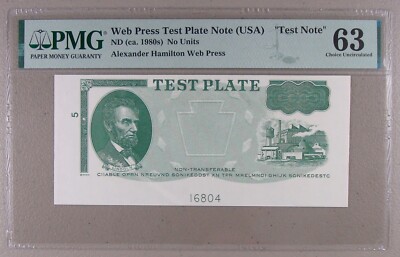 PMG
PAPER MONEY GUARANTY
Web Press Test Plate Note (USA) "Test Note"
ND (ca. 1980s) No Units
Alexander Hamilton Web Press
63
Choice Uncirculated
TEST PLATE
5
NON-TRANSFERABLE
16804